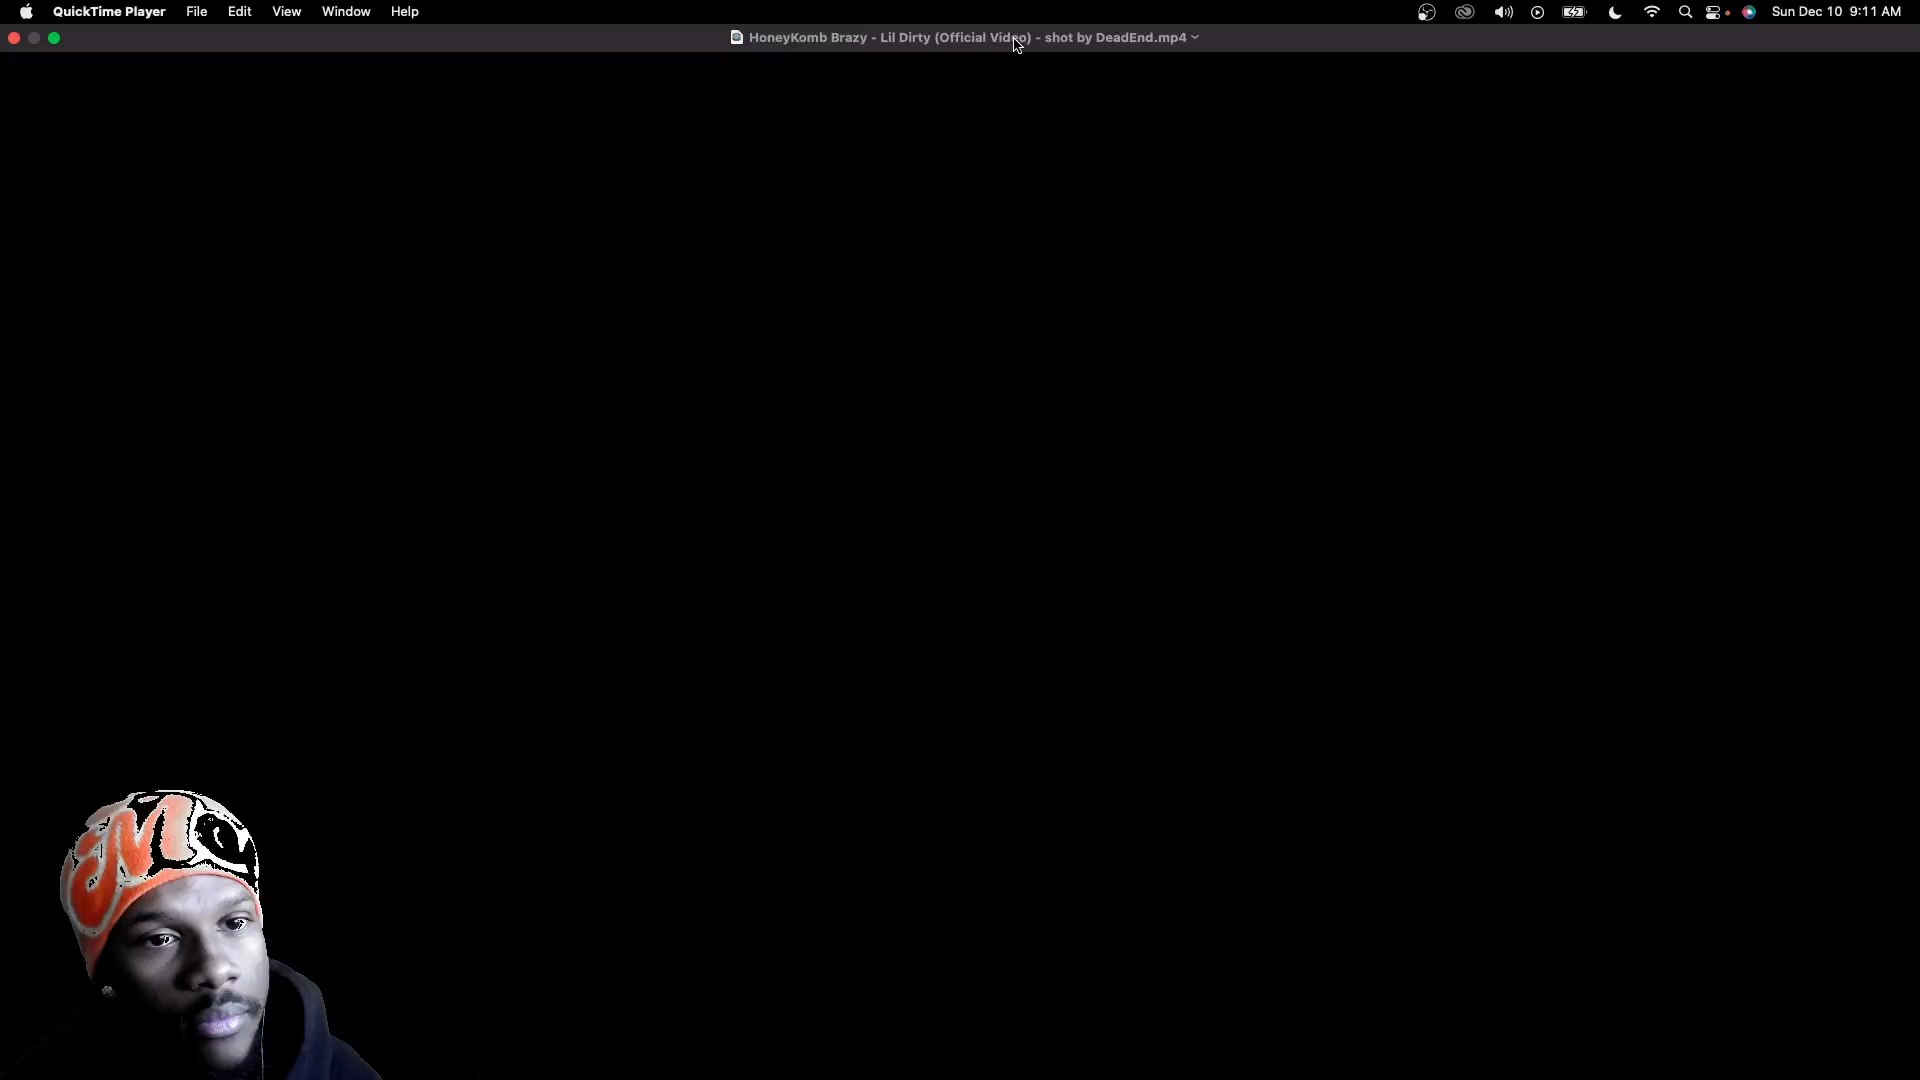 QuickTime Player File Edit View Window Help Sun Dec 10 9:11 AM
HoneyKomb Brazy - Lil Dirty (Official Video) - shot by DeadEnd.mp4